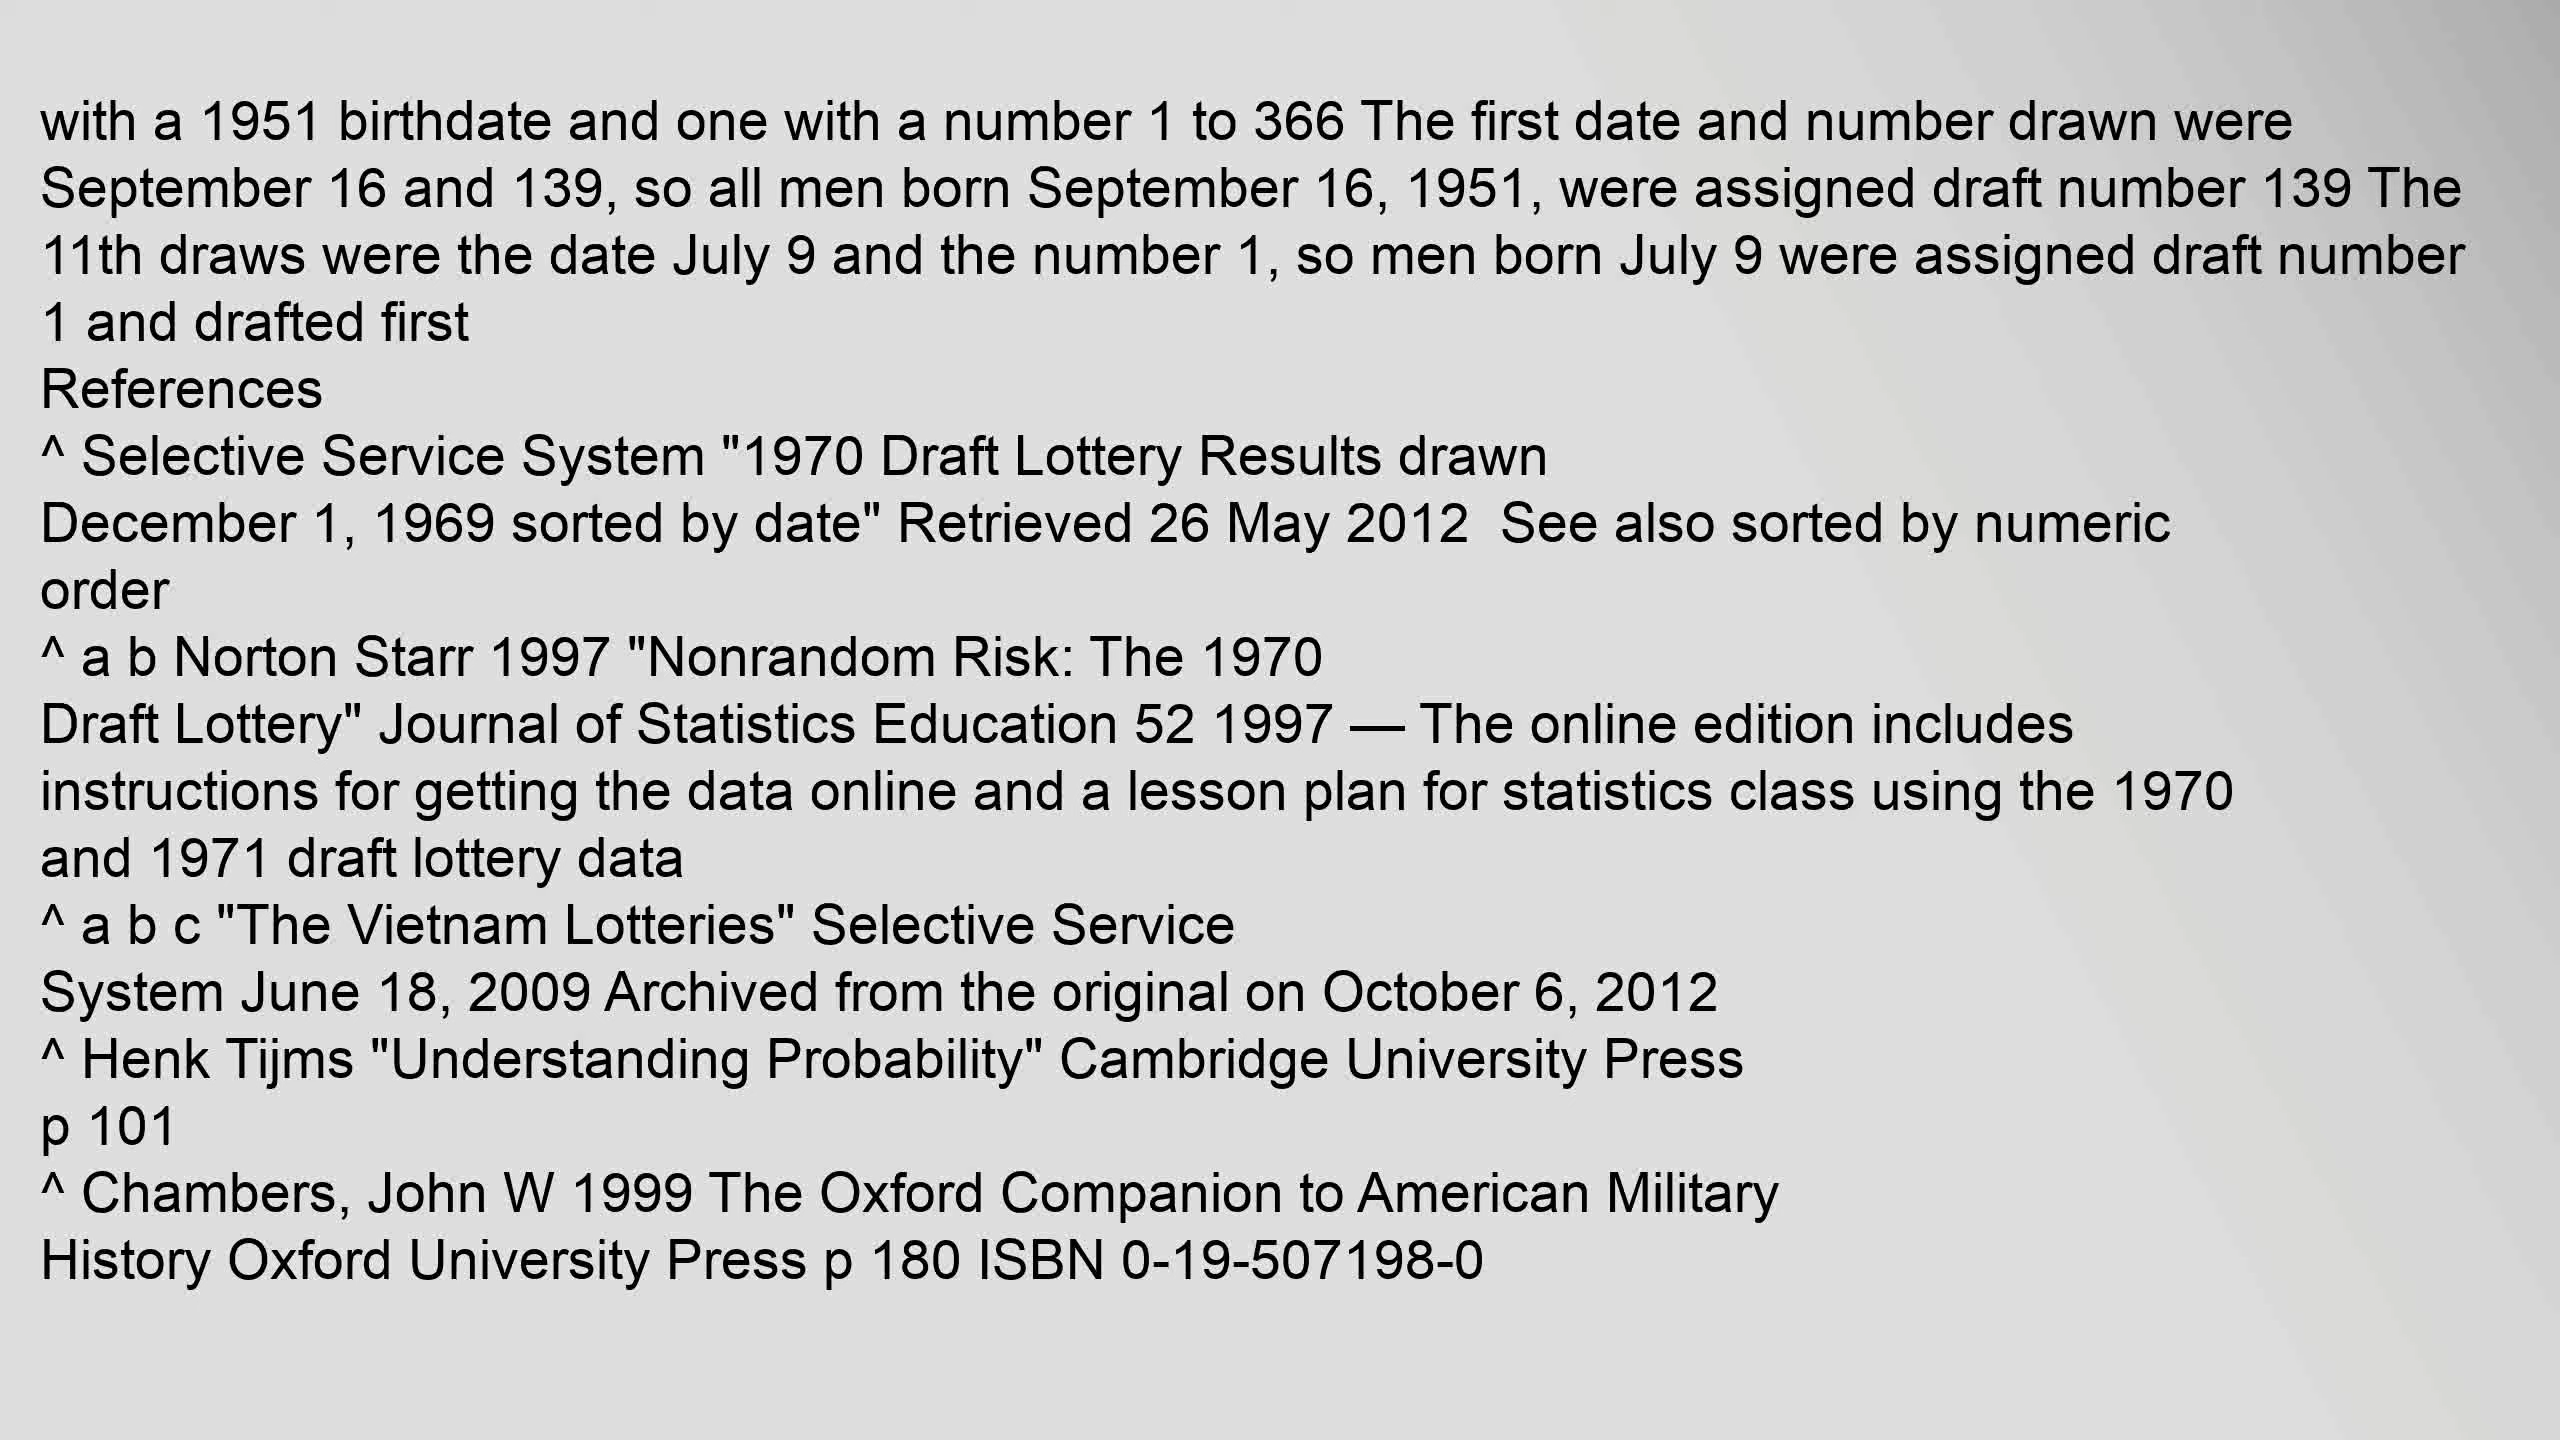 with a 1951 birthdate and one with a number 1 to 366 The first date and number drawn were
September 16 and 139, so all men born September 16, 1951, were assigned draft number 139 The
11th draws were the date July 9 and the number 1, so men born July 9 were assigned draft number
1 and drafted first
References
^ Selective Service System "1970 Draft Lottery Results drawn
December 1, 1969 sorted by date" Retrieved 26 May 2012  See also sorted by numeric
order
^ a b Norton Starr 1997 "Nonrandom Risk: The 1970
Draft Lottery" Journal of Statistics Education 52 1997 — The online edition includes
instructions for getting the data online and a lesson plan for statistics class using the 1970
and 1971 draft lottery data
^ a b c "The Vietnam Lotteries" Selective Service
System June 18, 2009 Archived from the original on October 6, 2012
^ Henk Tijms "Understanding Probability" Cambridge University Press
p 101
^ Chambers, John W 1999 The Oxford Companion to American Military
History Oxford University Press p 180 ISBN 0-19-507198-0